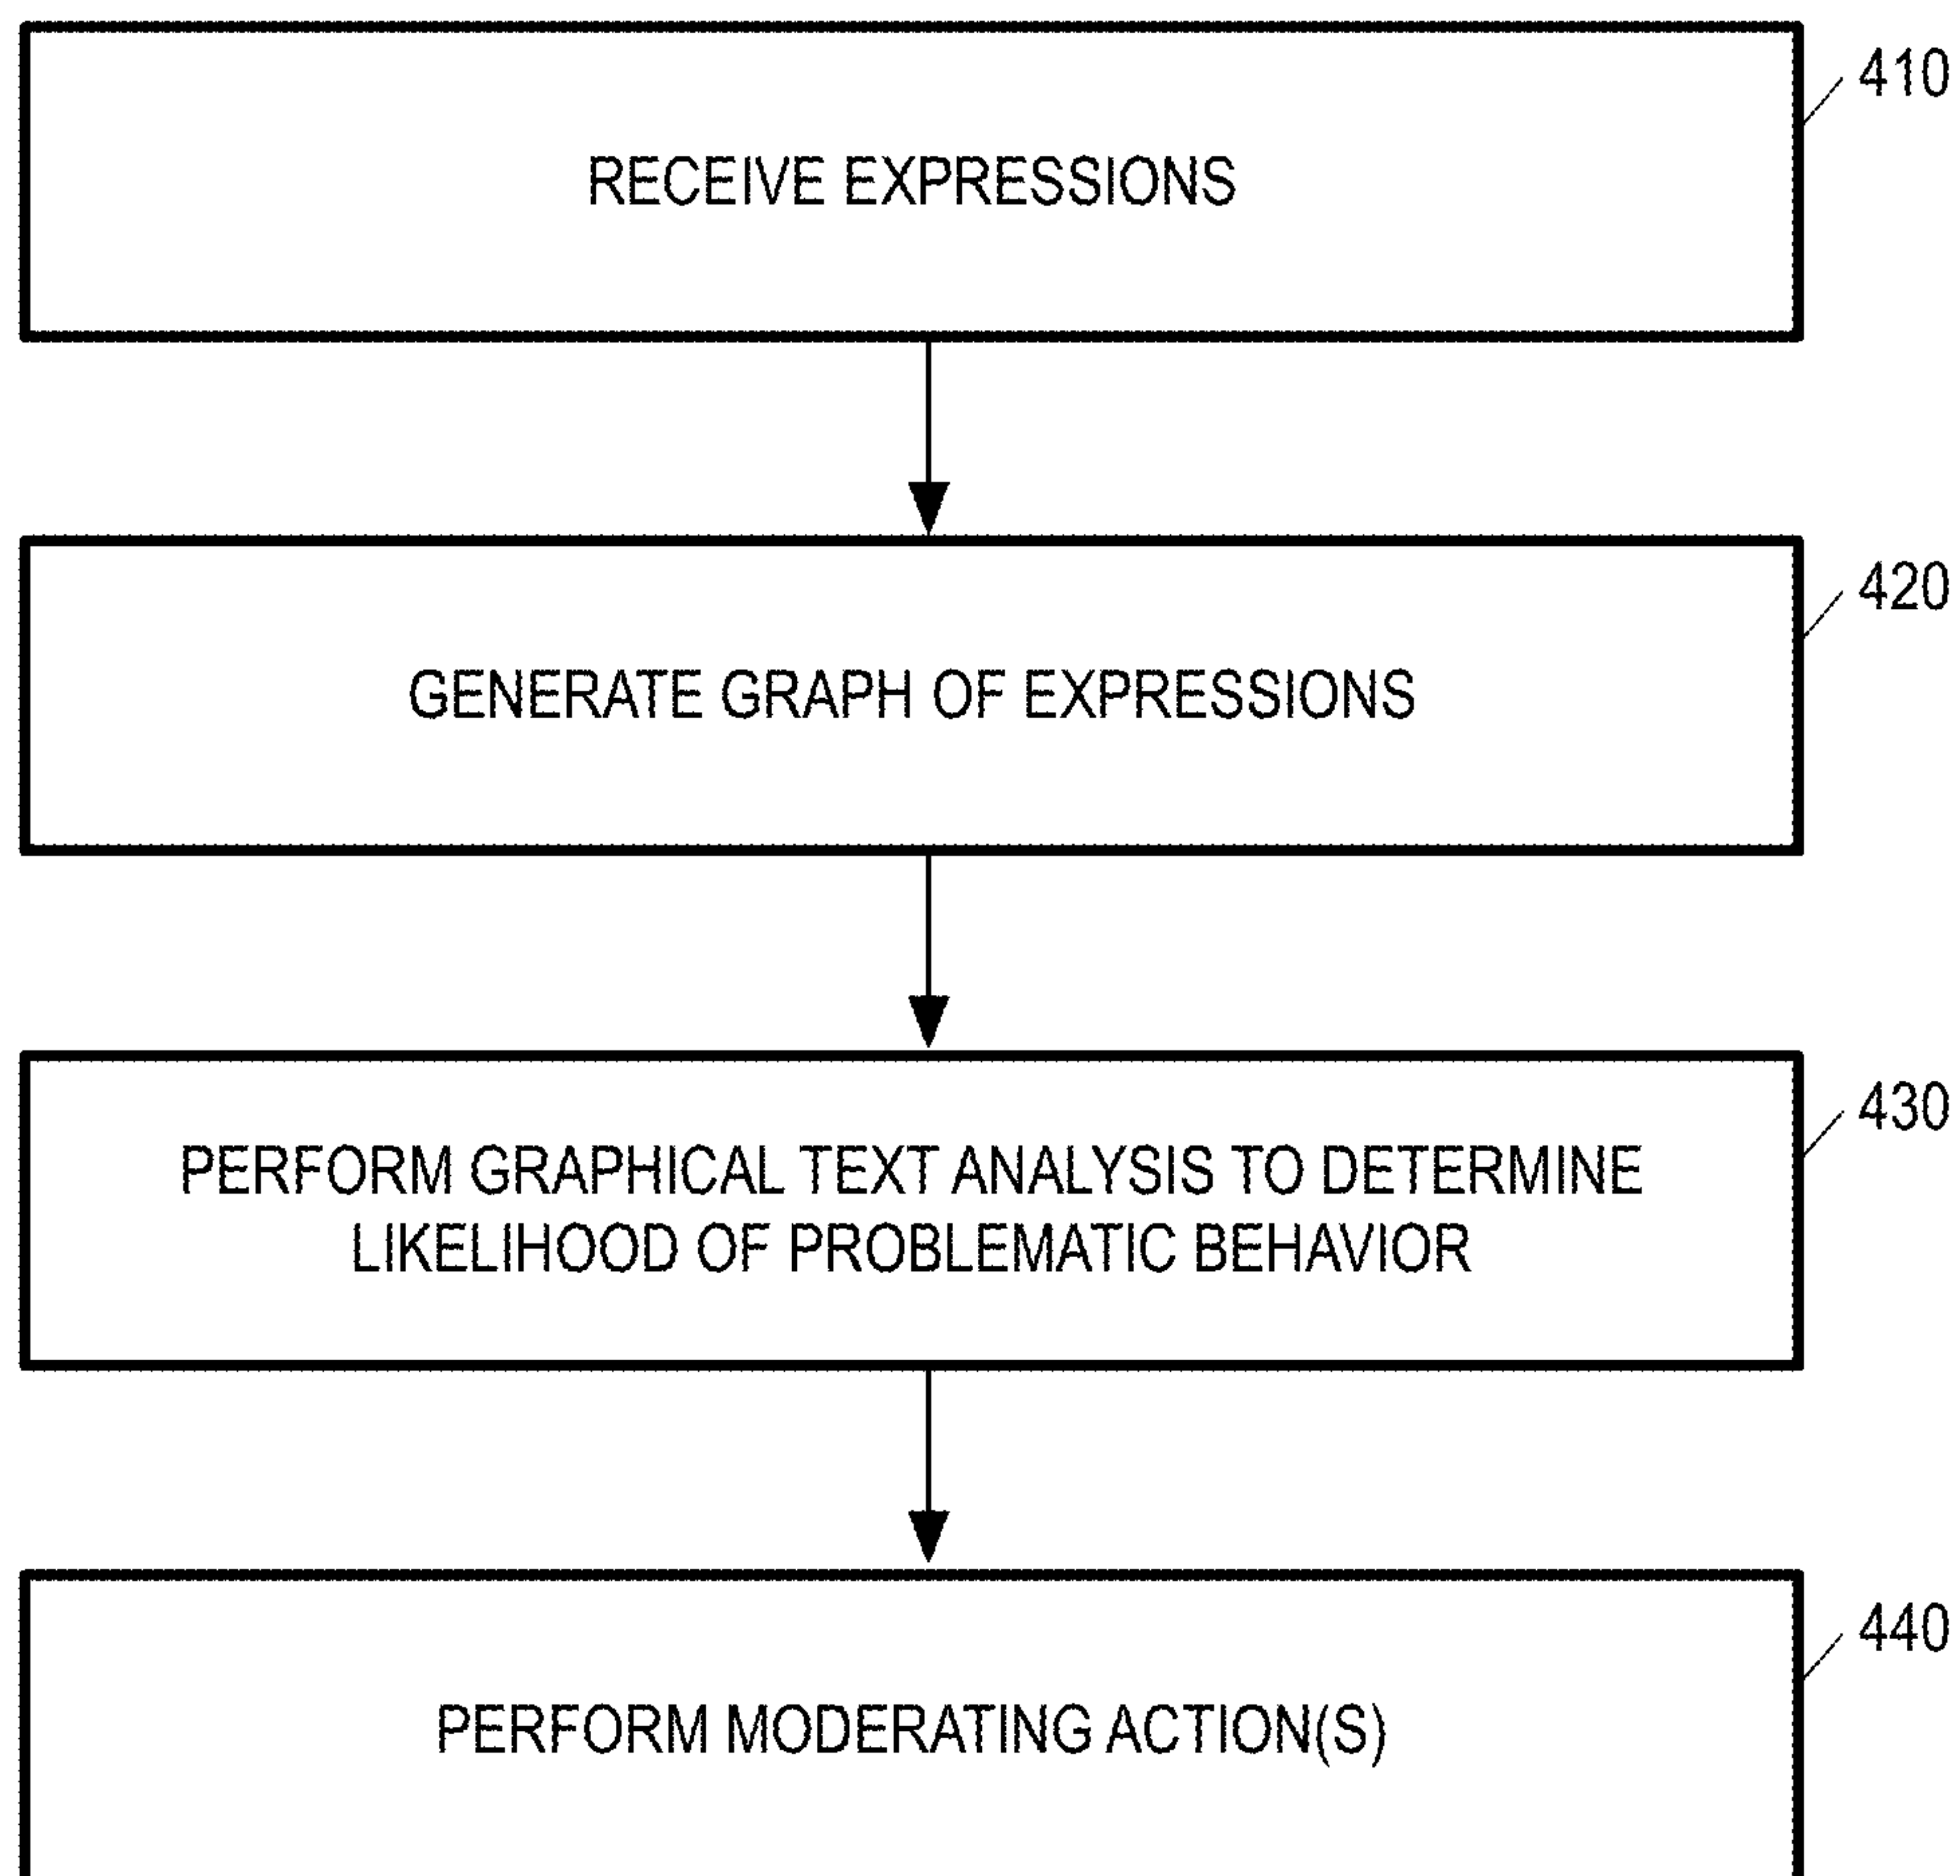 410
RECEIVE EXPRESSIONS
420
GENERATE GRAPH OF EXPRESSIONS
430
PERFORM GRAPHICAL TEXT ANALYSIS TO DETERMINE
LIKELIHOOD OF PROBLEMATIC BEHAVIOR
440
PERFORM MODERATING ACTION(S)